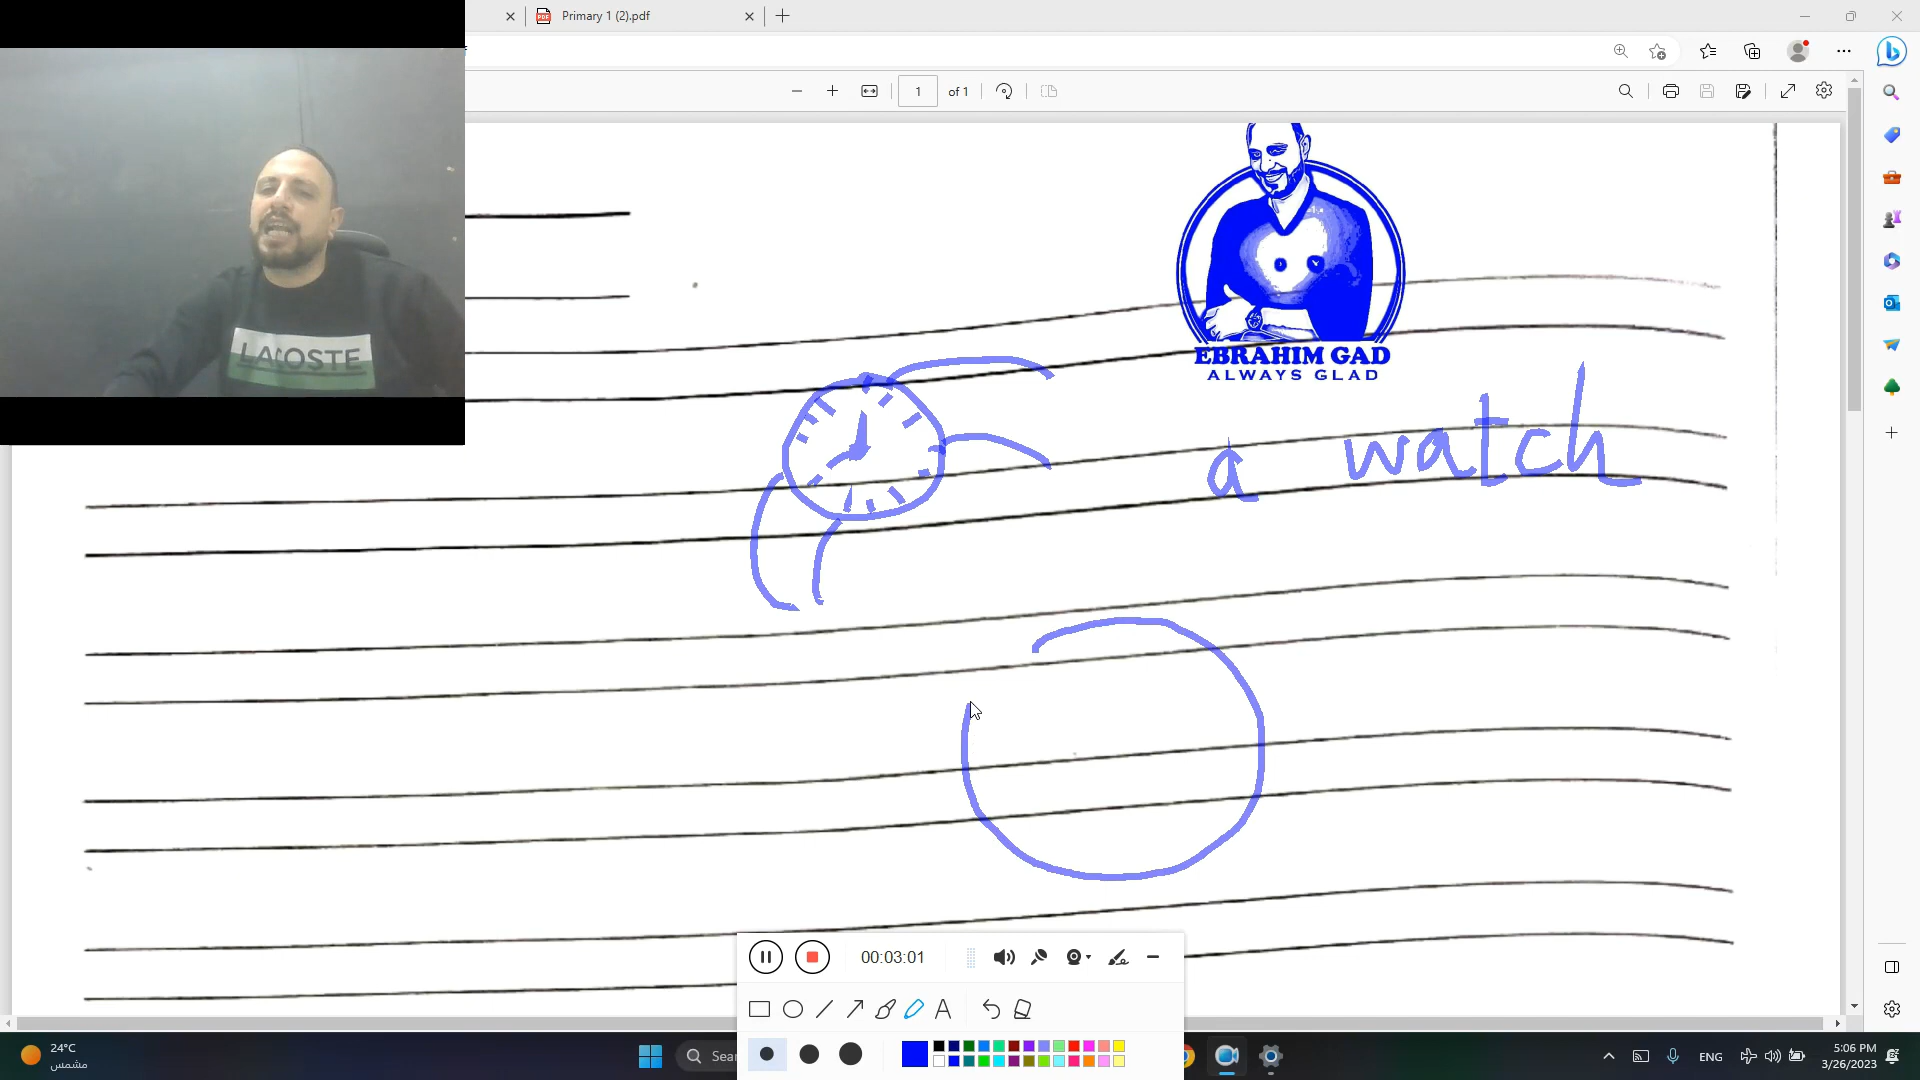 Primary 1 (2).pdf
1 of 1
LACOSTE
EBRAHIM GAD
ALWAYS GLAD
a watch
00:03:01
A
24°C
مشمس
Sear
ENG
5:06 PM
3/26/2023